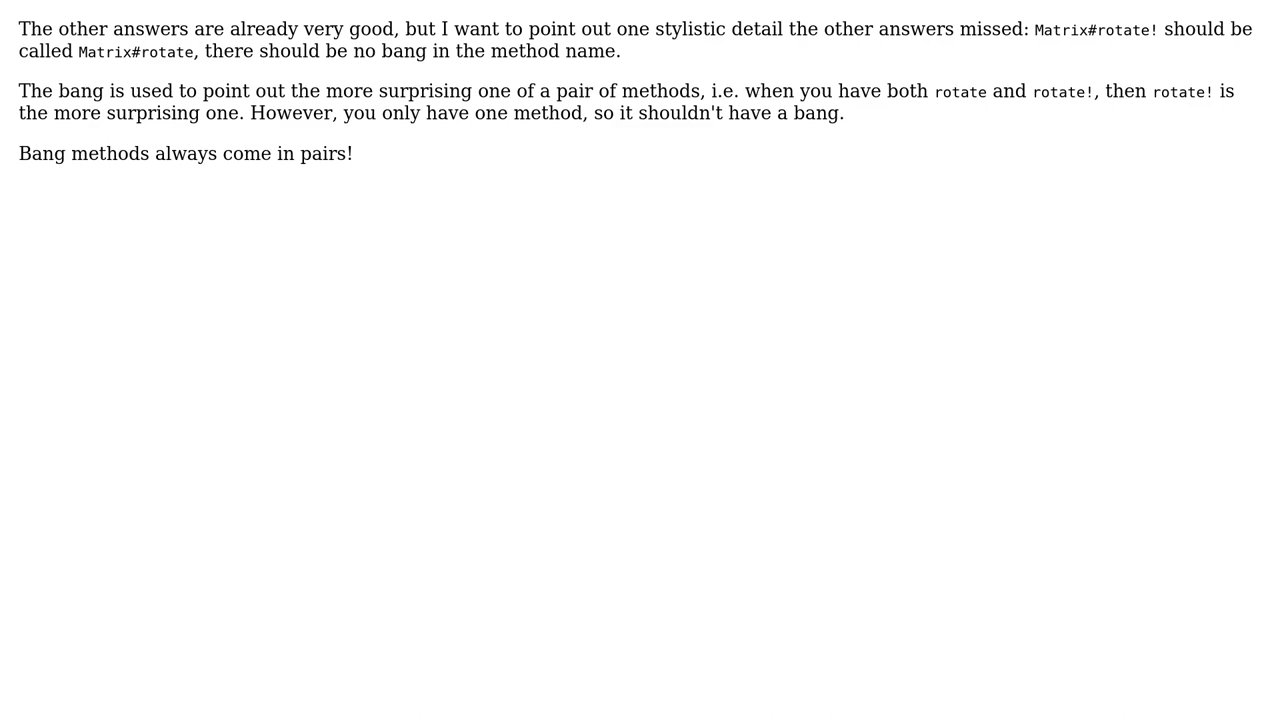 The other answers are already very good, but I want to point out one stylistic detail the other answers missed: Matrix#rotate! should be
called Matrix#rotate, there should be no bang in the method name.
The bang is used to point out the more surprising one of a pair of methods, i.e. when you have both rotate and rotate!, then rotate! is
the more surprising one. However, you only have one method, so it shouldn't have a bang.
Bang methods always come in pairs!